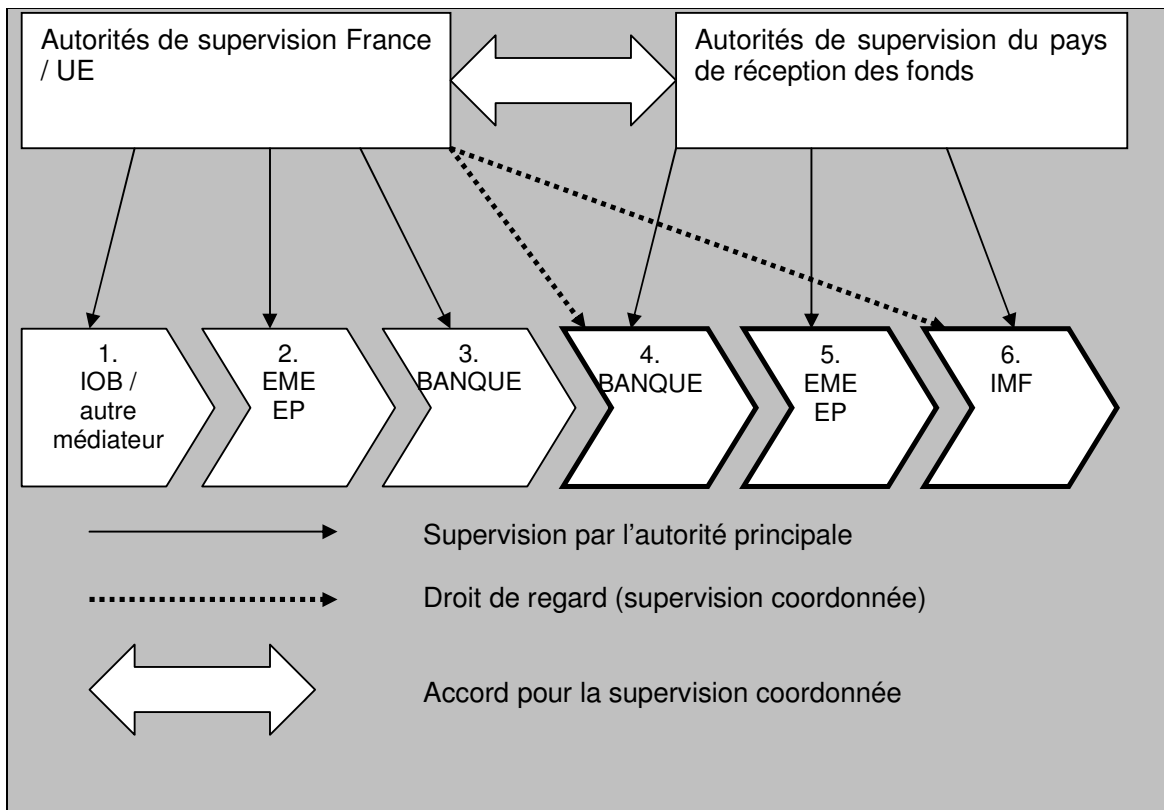 Autorités de supervision France
/ UE
Autorités de supervision du pays
de réception des fonds
1.
IOB /
autre
médiateur
2.
EME
EP
3.
BANQUE
4.
BANQUE
5.
EME
EP
6.
IMF
Supervision par l’autorité principale
Droit de regard (supervision coordonnée)
Accord pour la supervision coordonnée